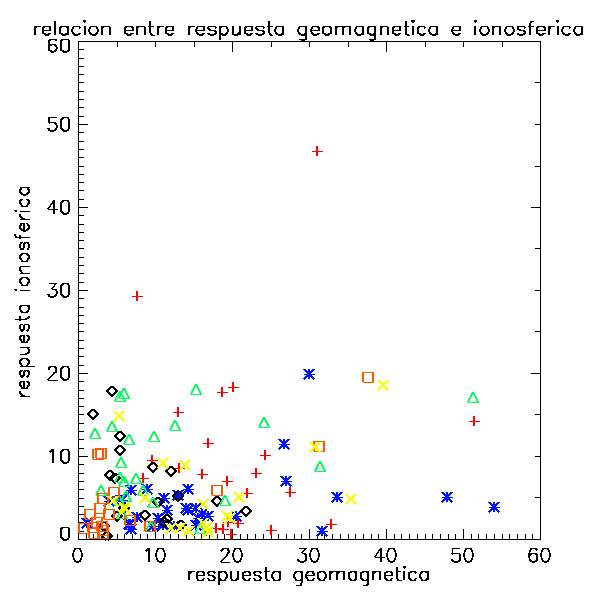 relacion entre respuesta geomagnetica e ionosferica
60
50
40
30
20
10
0
respuesta ionosferica
0 10 20 30 40 50 60
respuesta geomagnetica